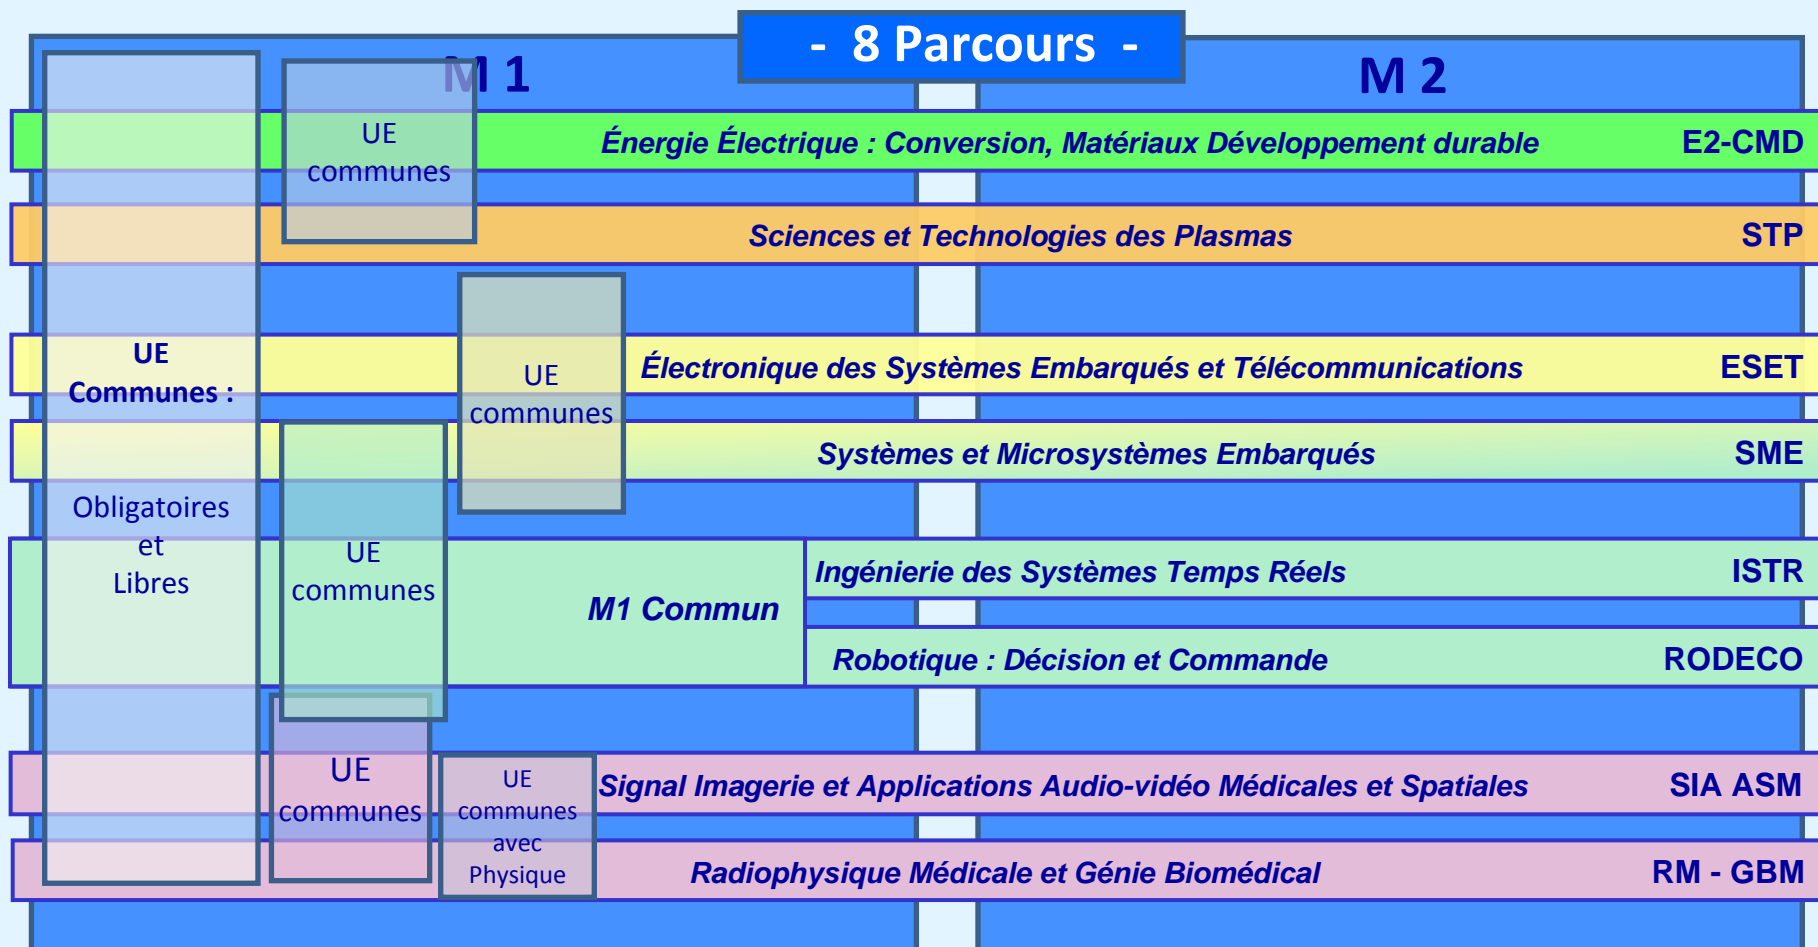 - 8 Parcours -
M 1
M 2
UE
communes
Énergie Électrique : Conversion, Matériaux Développement durable
E2-CMD
Sciences et Technologies des Plasmas
STP
UE
Communes :
Obligatoires
et
Libres
UE
communes
Électronique des Systèmes Embarqués et Télécommunications
ESET
Systèmes et Microsystèmes Embarqués
SME
UE
communes
M1 Commun
Ingénierie des Systèmes Temps Réels
ISTR
Robotique : Décision et Commande
RODECO
UE
communes
UE
communes
avec
Physique
Signal Imagerie et Applications Audio-vidéo Médicales et Spatiales
SIA ASM
Radiophysique Médicale et Génie Biomédical
RM - GBM